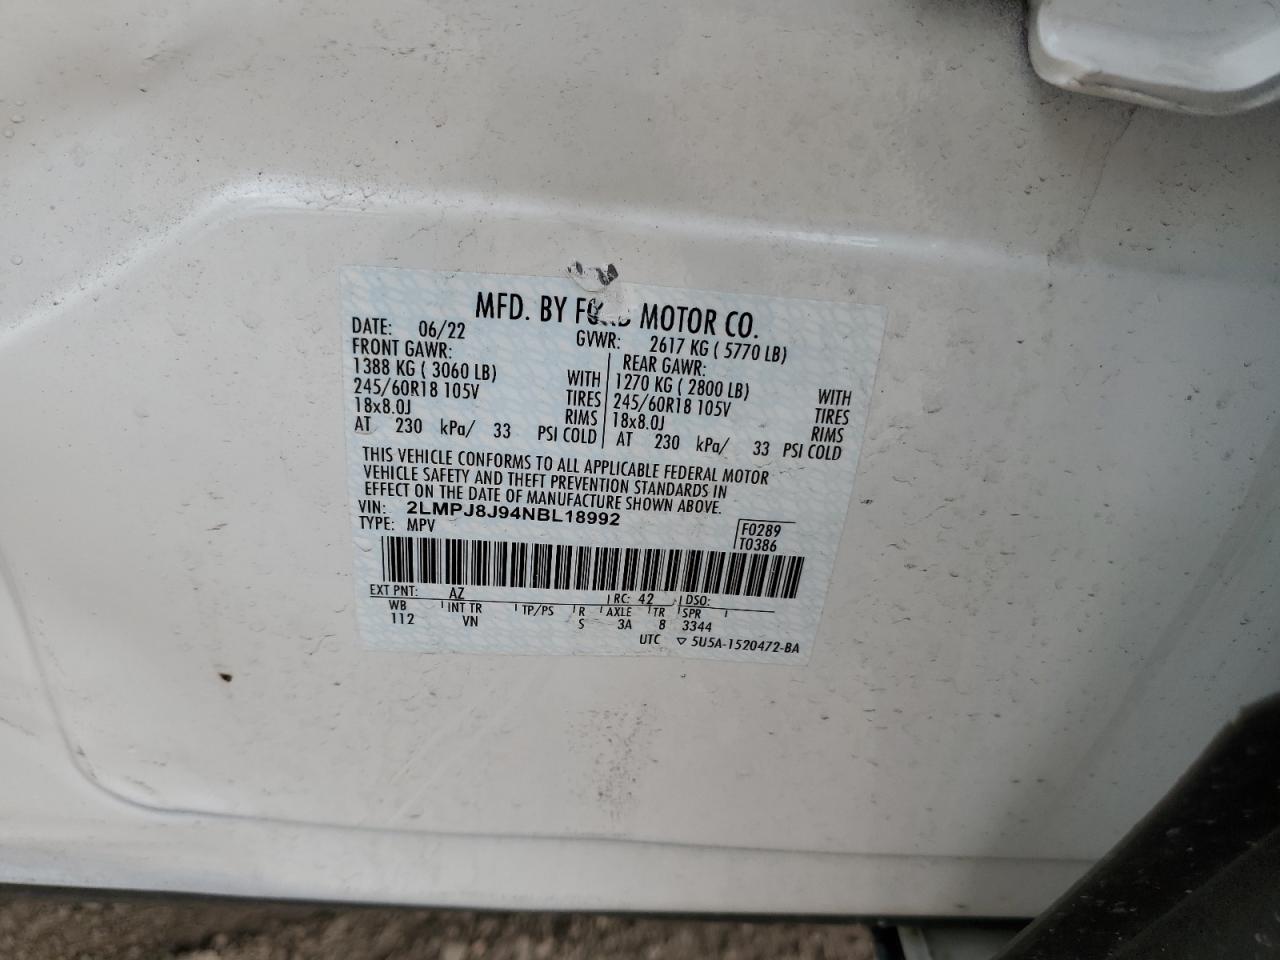 MFD. BY FORD MOTOR CO.
DATE: 06/22 GVWR: 2617 KG ( 5770 LB)
FRONT GAWR: REAR GAWR:
1388 KG ( 3060 LB) WITH 1270 KG ( 2800 LB) WITH
245/60R18 105V TIRES 245/60R18 105V TIRES
18x8.0J RIMS 18x8.0J RIMS
AT 230 kPa/ 33 PSI COLD AT 230 kPa/ 33 PSI COLD
THIS VEHICLE CONFORMS TO ALL APPLICABLE FEDERAL MOTOR
VEHICLE SAFETY AND THEFT PREVENTION STANDARDS IN
EFFECT ON THE DATE OF MANUFACTURE SHOWN ABOVE.
VIN: 2LMPJ8J94NBL18992
TYPE: MPV F0289
T0386
EXT PNT: AZ RC: 42 DSO:
WB INT TR TP/PS R AXLE TR SPR
112 VN S 3A 8 3344
UTC ▽ 5U5A-1520472-BA